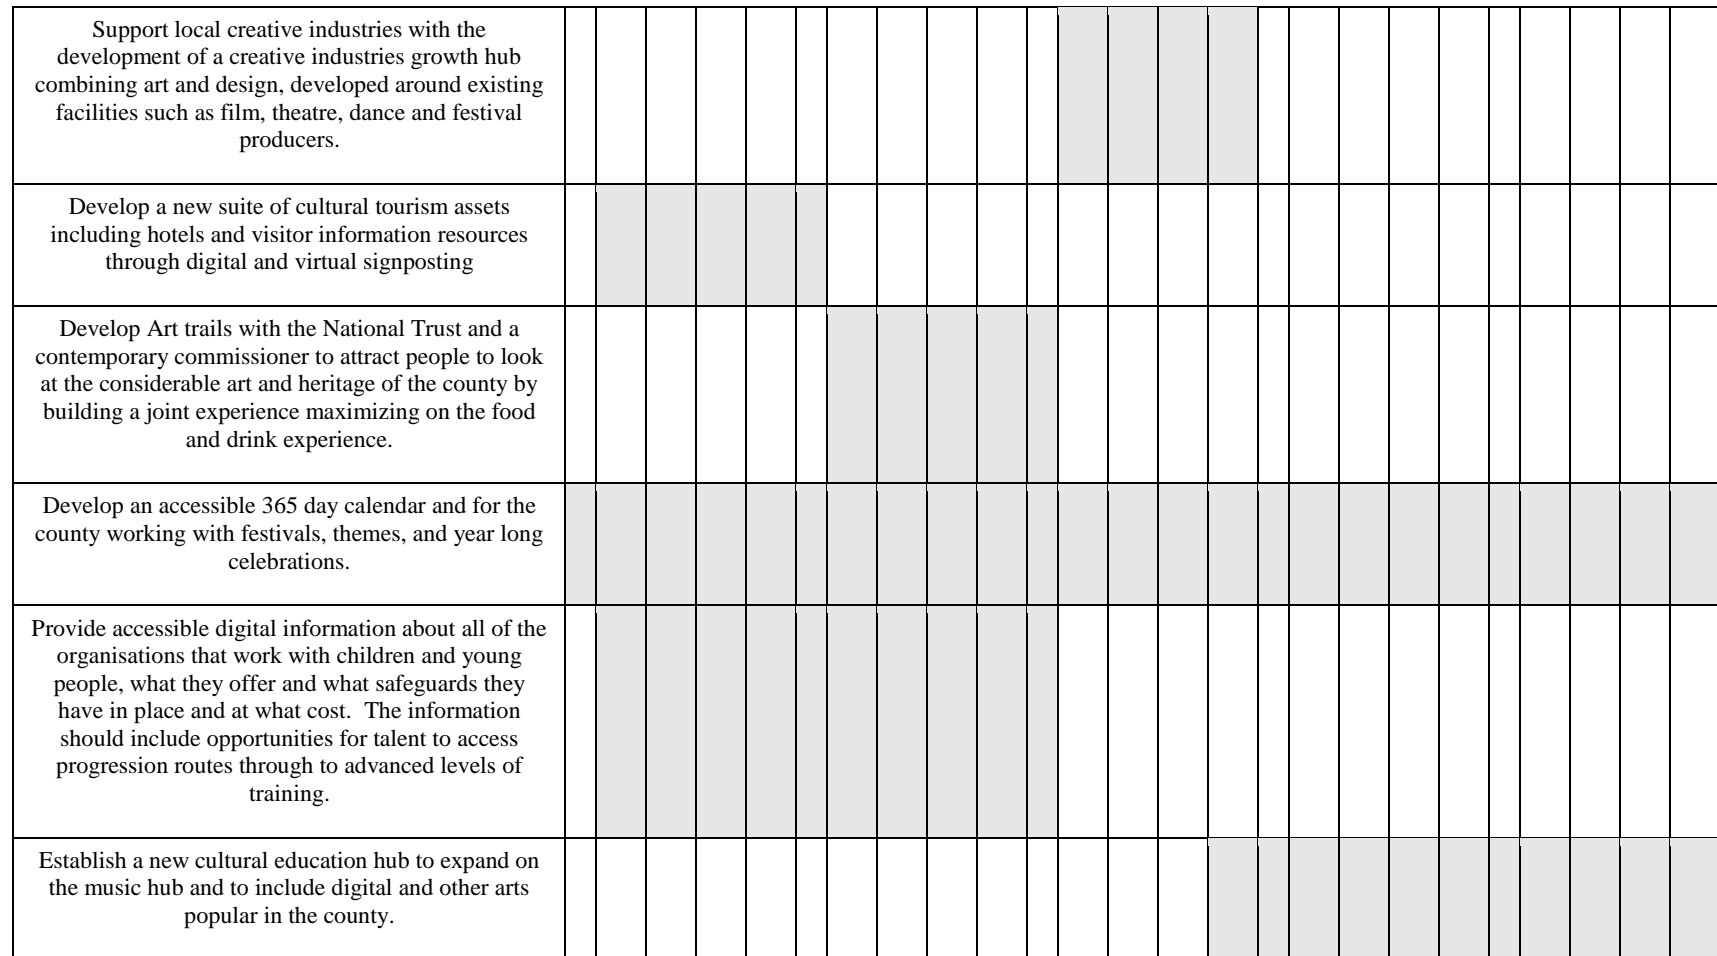 Support local creative industries with the
development of a creative industries growth hub
combining art and design, developed around existing
facilities such as film, theatre, dance and festival
producers.
Develop a new suite of cultural tourism assets
including hotels and visitor information resources
through digital and virtual signposting
Develop Art trails with the National Trust and a
contemporary commissioner to attract people to look
at the considerable art and heritage of the county by
building a joint experience maximizing on the food
and drink experience.
Develop an accessible 365 day calendar and for the
county working with festivals, themes, and year long
celebrations.
Provide accessible digital information about all of the
organisations that work with children and young
people, what they offer and what safeguards they
have in place and at what cost.  The information
should include opportunities for talent to access
progression routes through to advanced levels of
training.
Establish a new cultural education hub to expand on
the music hub and to include digital and other arts
popular in the county.